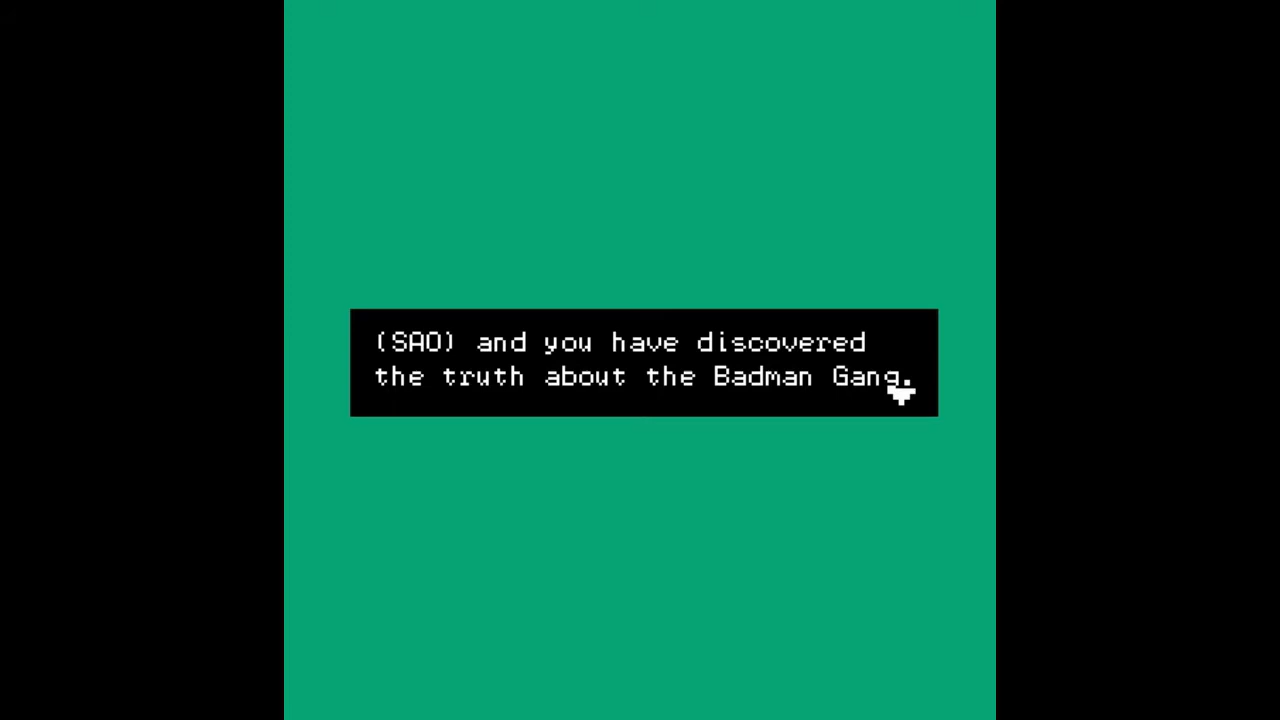 (SAO) and you have discovered
the truth about the Badman Gang.